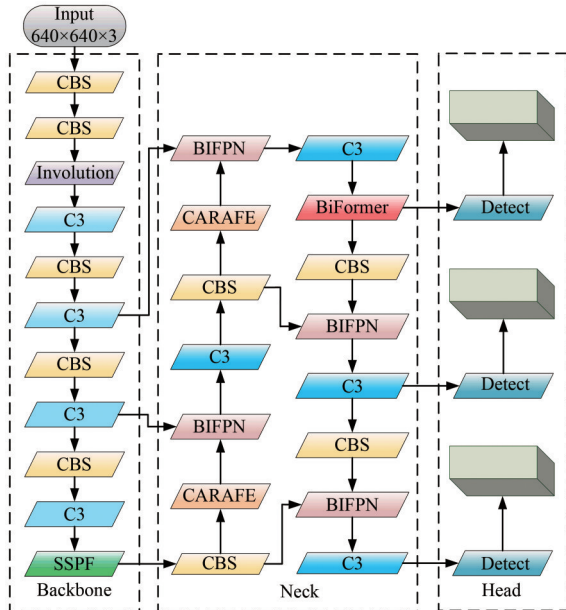 Input
640×640×3
CBS
CBS
Involution
C3
CBS
C3
CBS
C3
CBS
C3
SSPF
Backbone
BIFPN
CARAFE
CBS
C3
BIFPN
CARAFE
CBS
C3
BiFormer
CBS
BIFPN
C3
CBS
BIFPN
C3
Neck
Detect
Detect
Detect
Head